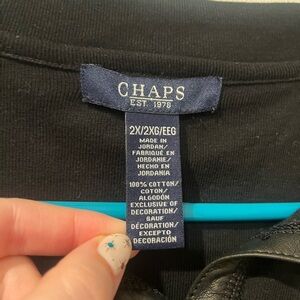 CHAPS
EST. 1978
2X/2XG/EEG
MADE IN
JORDAN/
FABRIQUÉ EN
JORDANIE/
HECHO EN
JORDANIA
100% COTTON/
COTON/
ALGODÓN
EXCLUSIVE OF
DECORATION/
SAUF
DÉCORATION/
EXCEPTO
DECORACIÓN